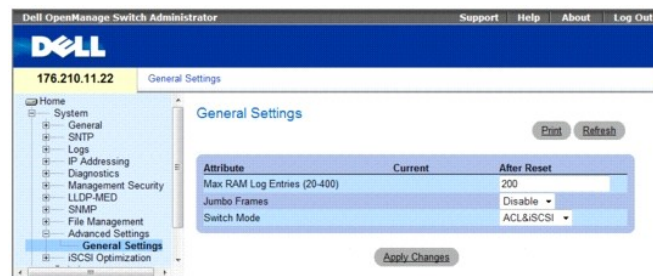 Dell OpenManage Switch Administrator
Support Help About Log Out
DELL
176.210.11.22
General Settings
Home
System
General
SNTP
Logs
IP Addressing
Diagnostics
Management Security
LLDP-MED
SNMP
File Management
Advanced Settings
General Settings
iSCSI Optimization
General Settings
Print Refresh
Attribute Current After Reset
Max RAM Log Entries (20-400) 200
Jumbo Frames Disable
Switch Mode ACL&iSCSI
Apply Changes